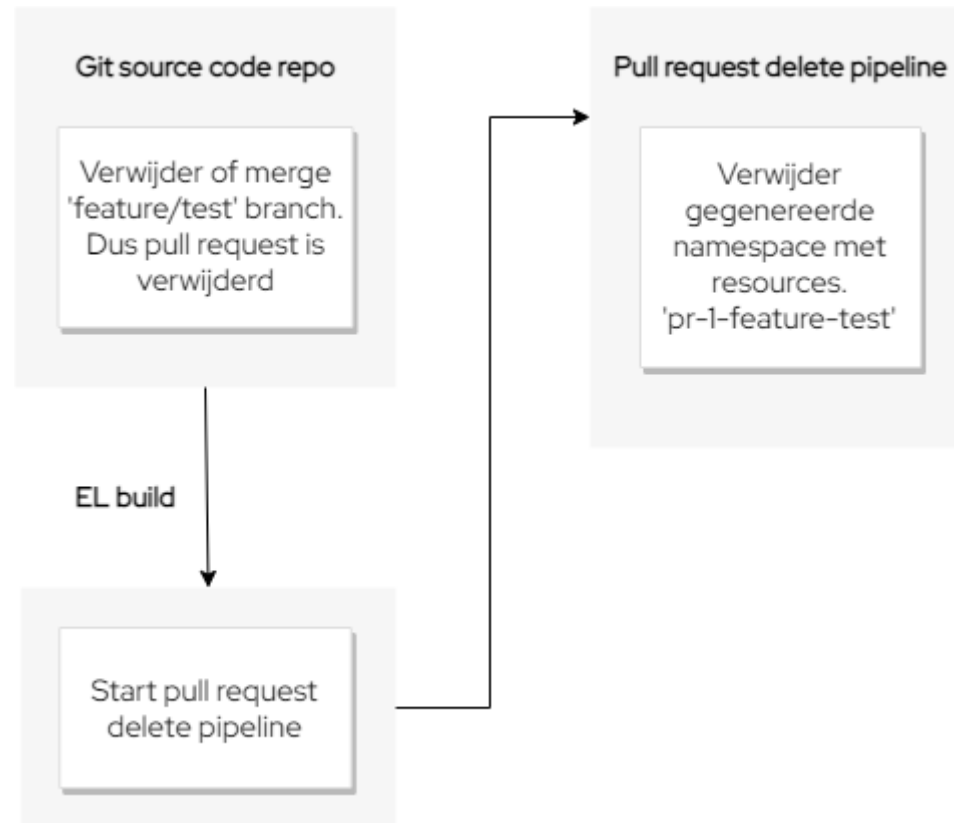 Git source code repo
Verwijder of merge
'feature/test' branch.
Dus pull request is
verwijderd
EL build
Start pull request
delete pipeline
Pull request delete pipeline
Verwijder
gegenereerde
namespace met
resources.
'pr-1-feature-test'